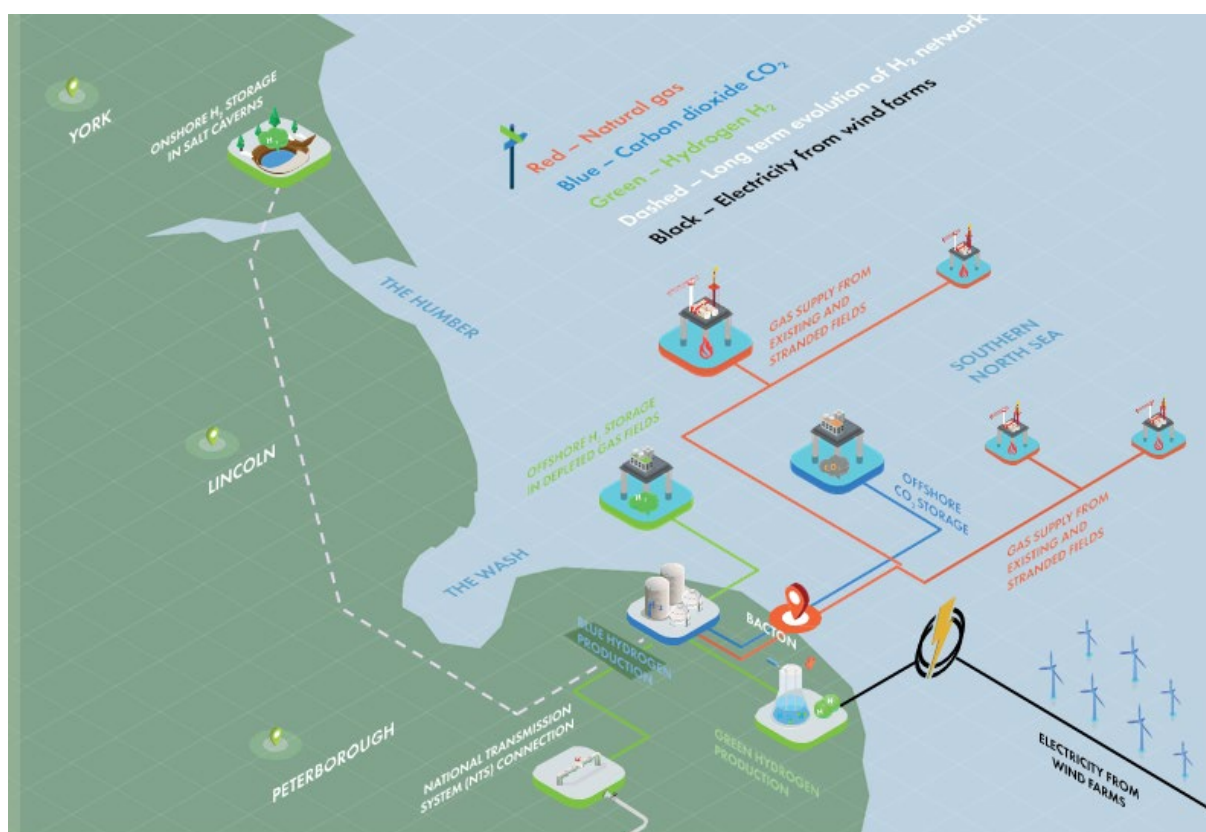 YORK
ONSHORE H₂ STORAGE
IN SALT CAVERNS
H
Red – Natural gas
Blue – Carbon dioxide CO₂
Green – Hydrogen H₂
Dashed – Long term evolution of H₂ network
Black – Electricity from wind farms
THE HUMBER
GAS SUPPLY FROM
EXISTING AND
STRANDED FIELDS
SOUTHERN
NORTH SEA
LINCOLN
OFFSHORE H₂ STORAGE
IN DEPLETED GAS FIELDS
H
CO₂
OFFSHORE
CO₂ STORAGE
GAS SUPPLY FROM
EXISTING AND
STRANDED FIELDS
THE WASH
BLUE HYDROGEN
PRODUCTION
BACTON
H
H
GREEN HYDROGEN
PRODUCTION
PETERBOROUGH
NATIONAL TRANSMISSION
SYSTEM (NTS) CONNECTION
ELECTRICITY FROM
WIND FARMS